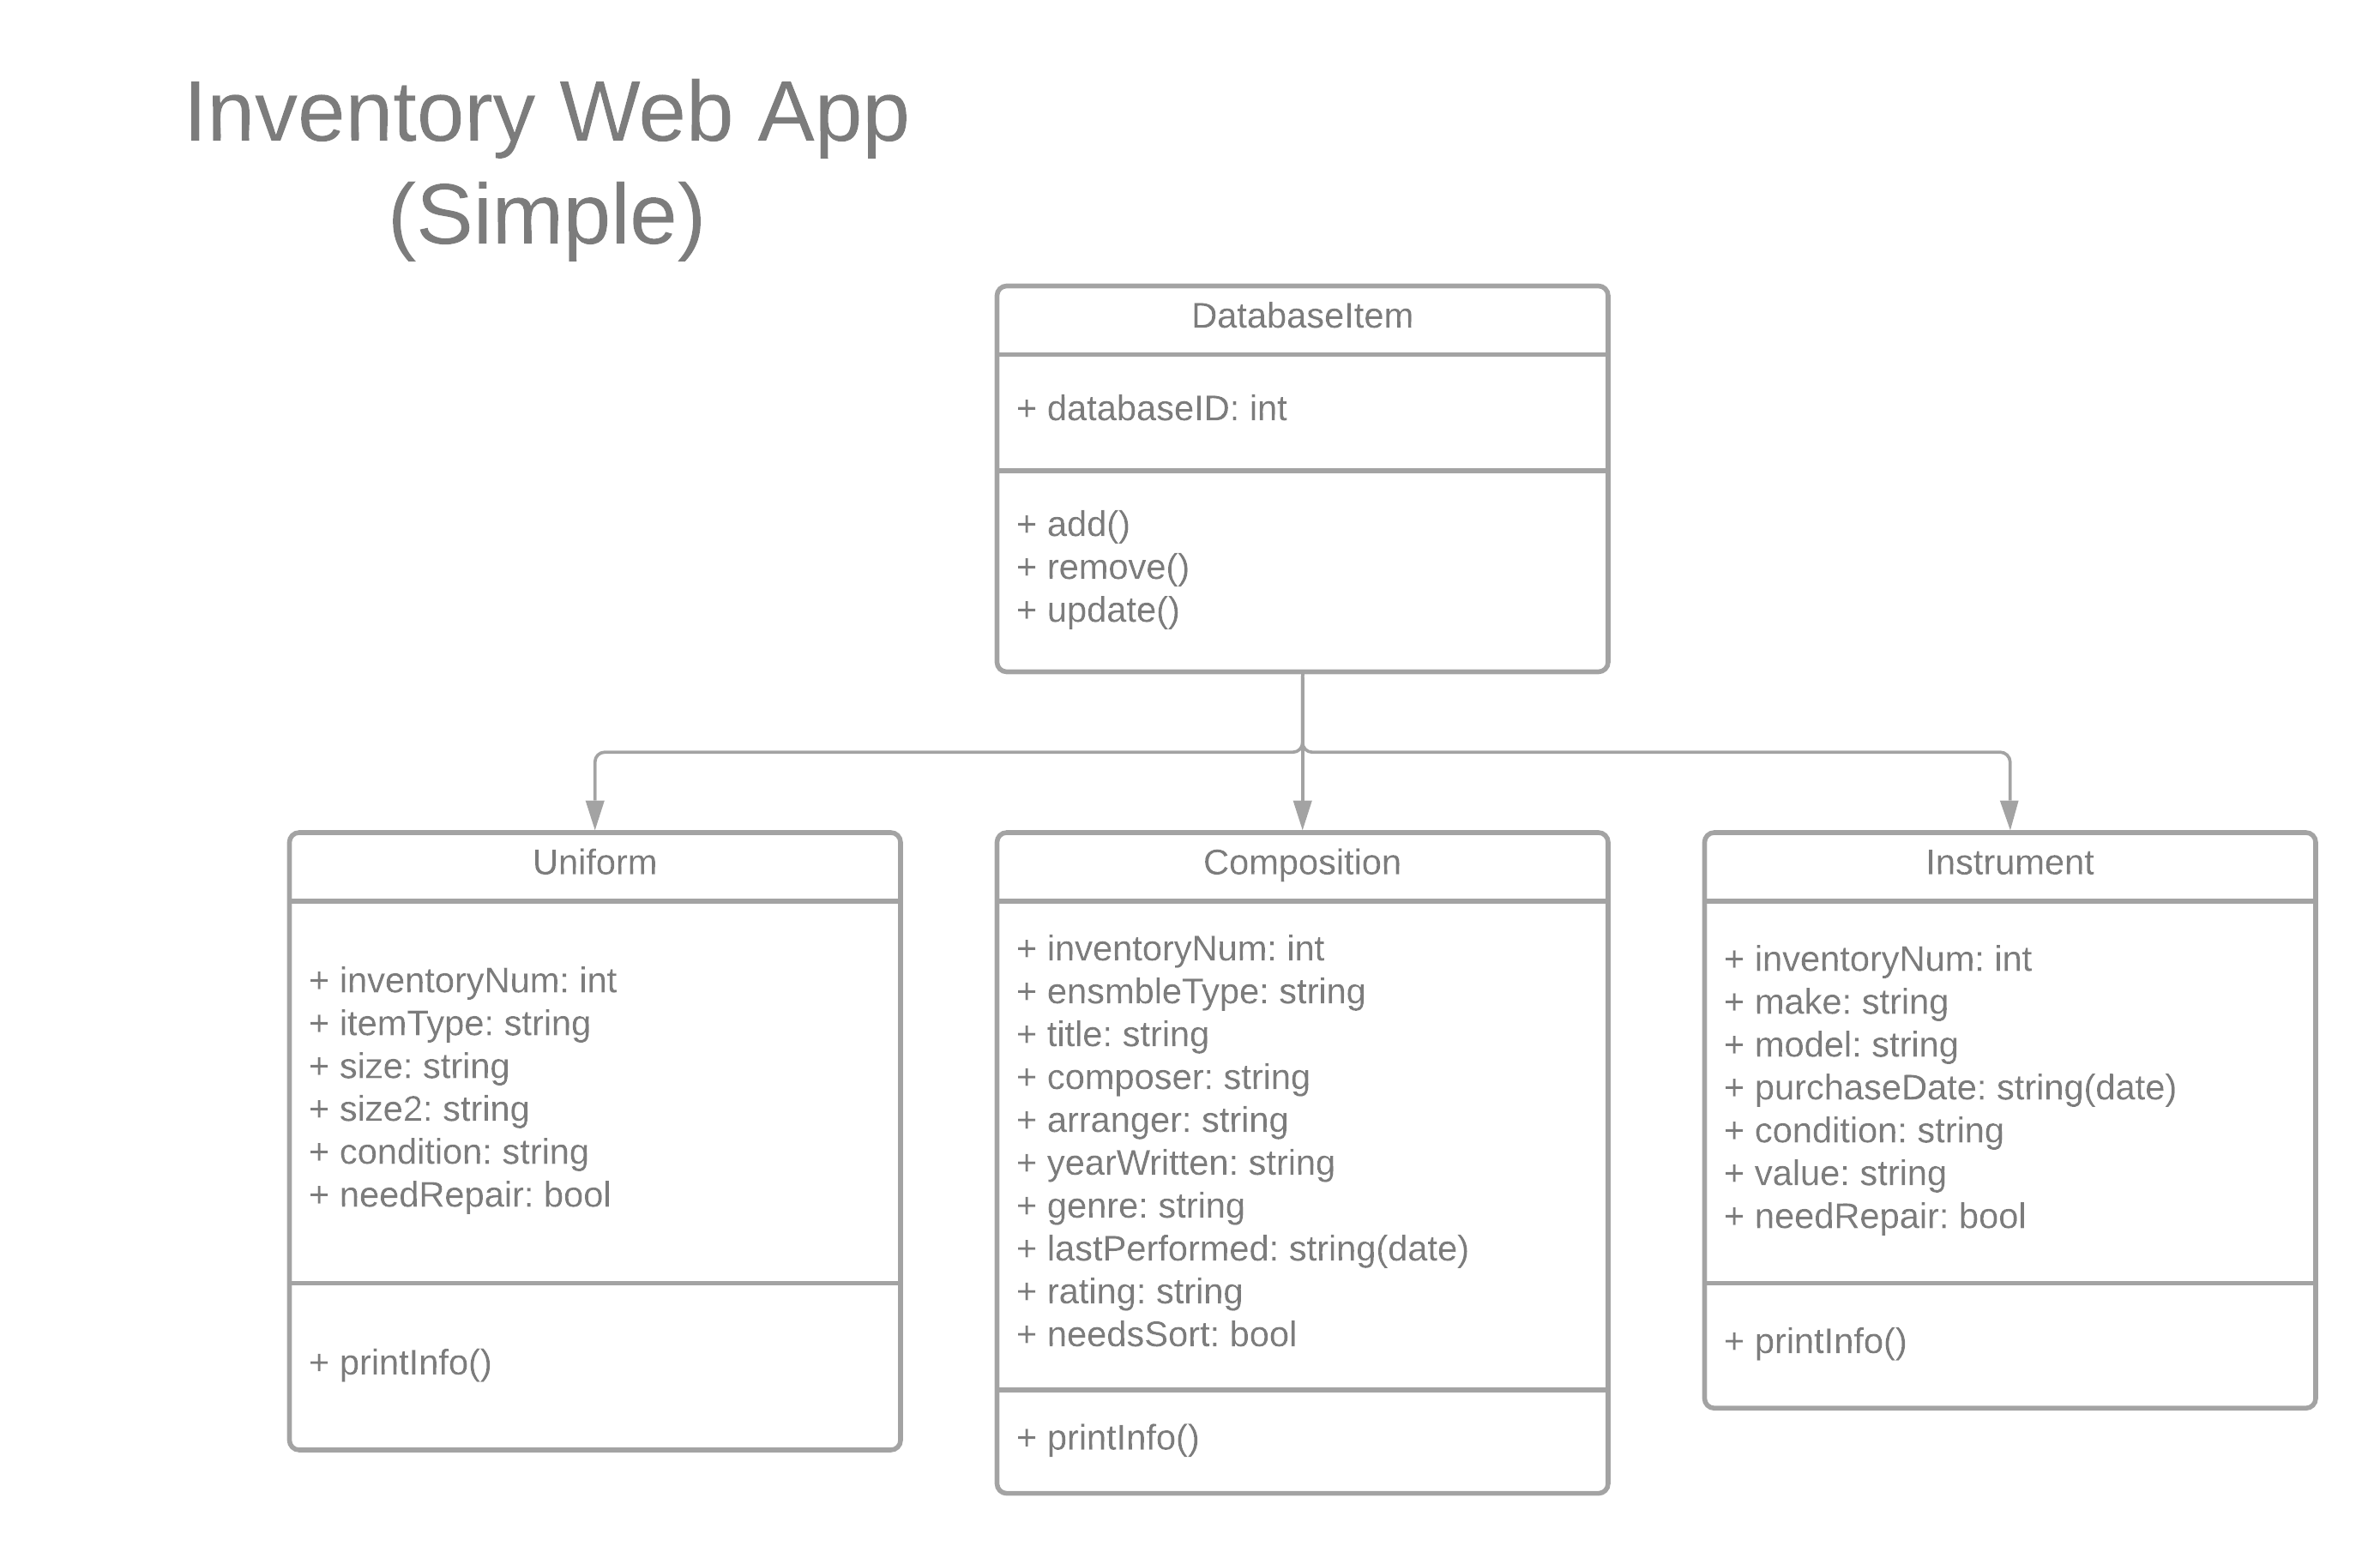 Inventory Web App
(Simple)
DatabaseItem
+ databaseID: int
+ add()
+ remove()
+ update()
Uniform
+ inventoryNum: int
+ itemType: string
+ size: string
+ size2: string
+ condition: string
+ needRepair: bool
+ printInfo()
Composition
+ inventoryNum: int
+ ensmbleType: string
+ title: string
+ composer: string
+ arranger: string
+ yearWritten: string
+ genre: string
+ lastPerformed: string(date)
+ rating: string
+ needsSort: bool
+ printInfo()
Instrument
+ inventoryNum: int
+ make: string
+ model: string
+ purchaseDate: string(date)
+ condition: string
+ value: string
+ needRepair: bool
+ printInfo()